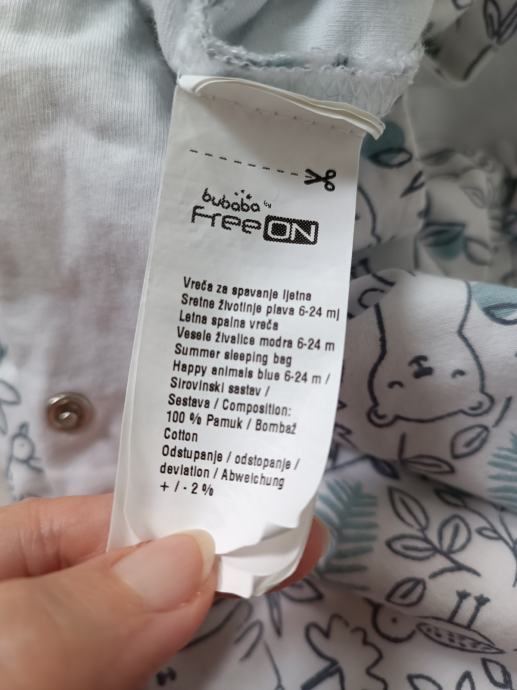 bubaba by
FreeON
Vreća za spavanje ljetna
Sretne životinje plava 6-24 mj
Letna spalna vreča
Vesele živalice modra 6-24 m
Summer sleeping bag
Happy animals blue 6-24 m /
Sirovinski sastav /
Sestava / Composition:
100 % Pamuk / Bombaž
Cotton
Odstupanje / odstopanje /
deviation / Abweichung
+ / - 2 %